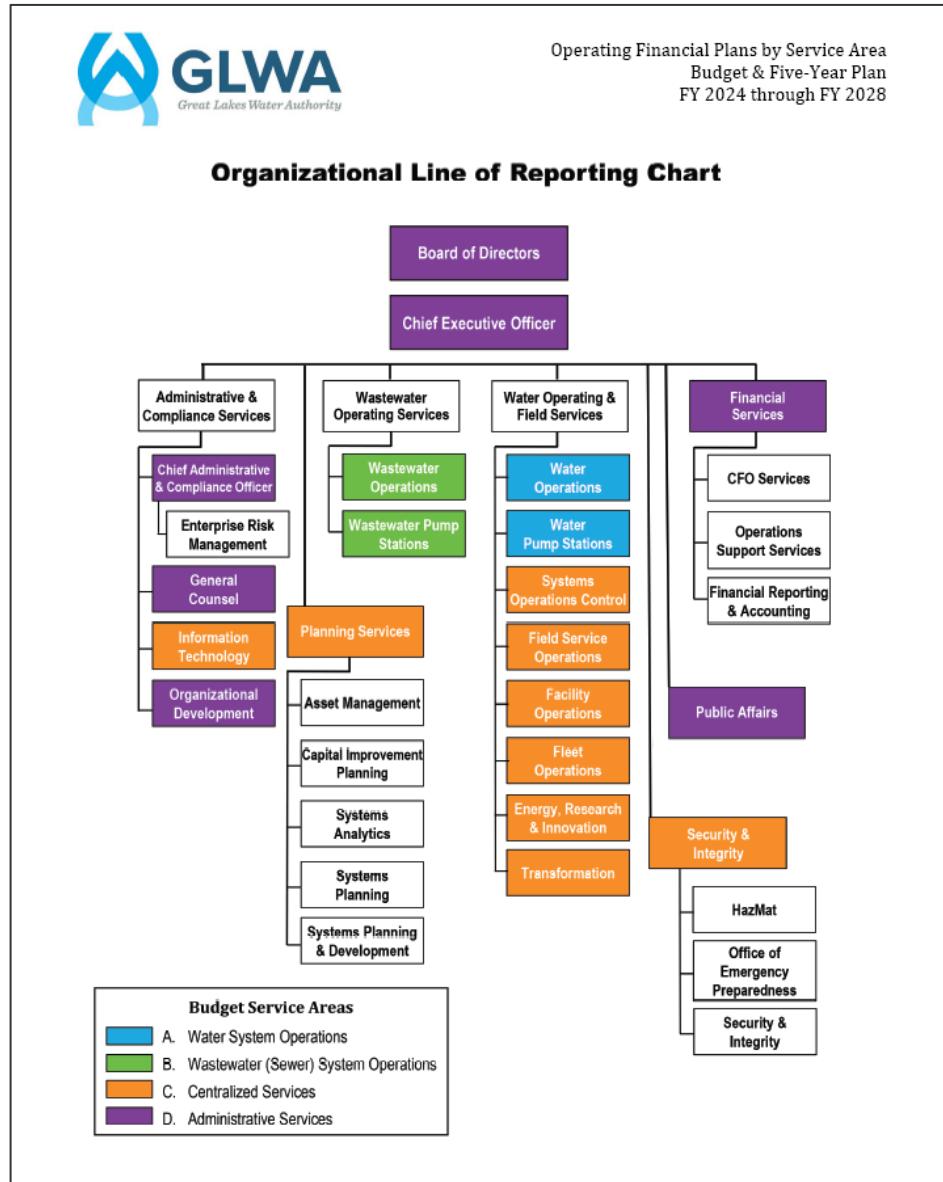 GLWA
Great Lakes Water Authority
Operating Financial Plans by Service Area
Budget & Five-Year Plan
FY 2024 through FY 2028
Organizational Line of Reporting Chart
Board of Directors
Chief Executive Officer
Administrative &
Compliance Services
Chief Administrative
& Compliance Officer
Enterprise Risk
Management
General
Counsel
Information
Technology
Organizational
Development
Planning Services
Asset Management
Capital Improvement
Planning
Systems
Analytics
Systems
Planning
Systems Planning
& Development
Wastewater
Operating Services
Wastewater
Operations
Wastewater Pump
Stations
Water Operating &
Field Services
Water
Operations
Water
Pump Stations
Systems
Operations Control
Field Service
Operations
Facility
Operations
Fleet
Operations
Energy, Research
& Innovation
Transformation
Financial
Services
CFO Services
Operations
Support Services
Financial Reporting
& Accounting
Public Affairs
Security &
Integrity
HazMat
Office of
Emergency
Preparedness
Security &
Integrity
Budget Service Areas
A. Water System Operations
B. Wastewater (Sewer) System Operations
C. Centralized Services
D. Administrative Services